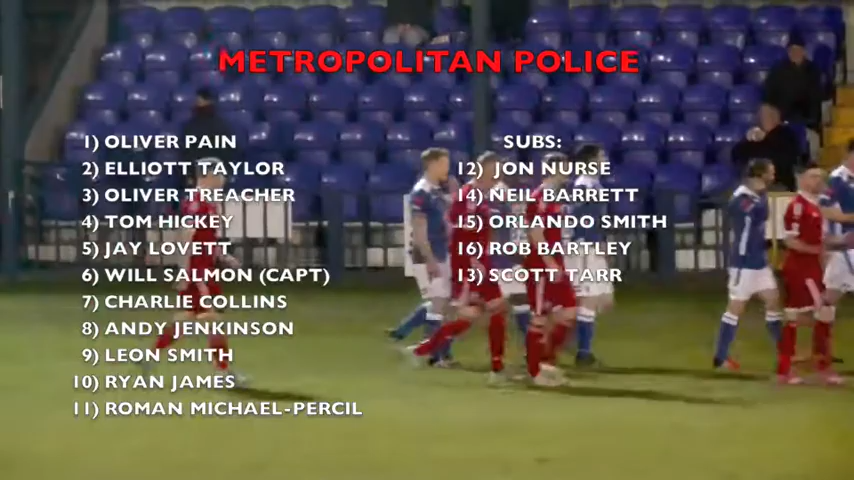 METROPOLITAN POLICE
1) OLIVER PAIN
2) ELLIOTT TAYLOR
3) OLIVER TREACHER
4) TOM HICKEY
5) JAY LOVETT
6) WILL SALMON (CAPT)
7) CHARLIE COLLINS
8) ANDY JENKINSON
9) LEON SMITH
10) RYAN JAMES
11) ROMAN MICHAEL-PERCIL
SUBS:
12) JON NURSE
14) NEIL BARRETT
15) ORLANDO SMITH
16) ROB BARTLEY
13) SCOTT TARR